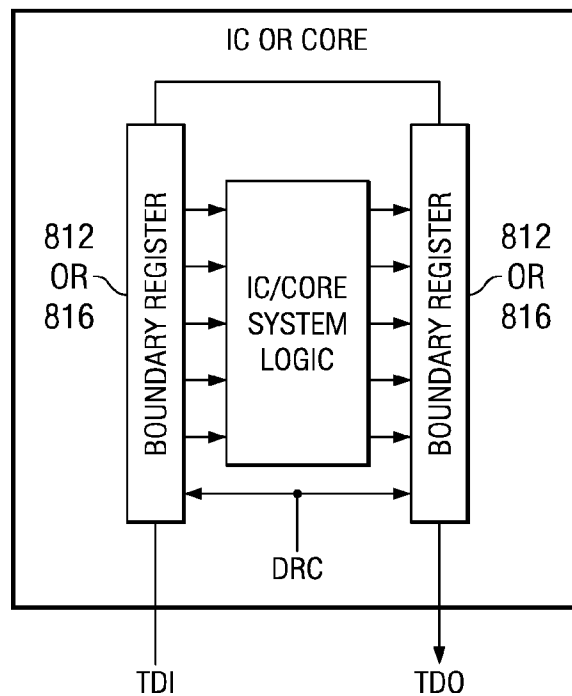 IC OR CORE
812
OR
816
BOUNDARY REGISTER
IC/CORE
SYSTEM
LOGIC
BOUNDARY REGISTER
812
OR
816
DRC
TDI
TDO